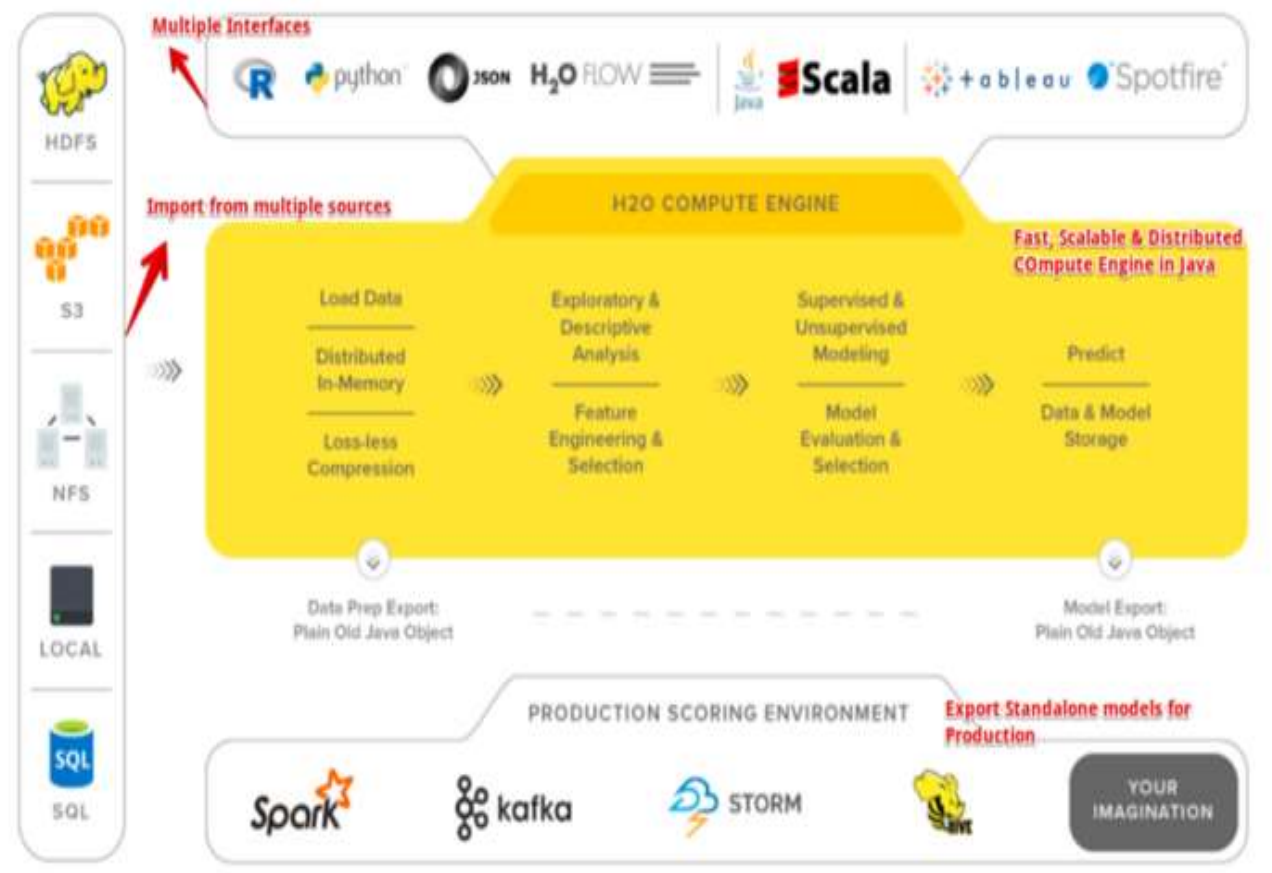 Multiple Interfaces
R
python
JSON
H2O FLOW
Java
Scala
+ableau
Spotfire
HDFS
S3
NFS
LOCAL
SQL
SQL
Import from multiple sources
H2O COMPUTE ENGINE
Fast, Scalable & Distributed
COmpute Engine in Java
Load Data
Distributed
In-Memory
Loss-less
Compression
Exploratory &
Descriptive
Analysis
Feature
Engineering &
Selection
Supervised &
Unsupervised
Modeling
Model
Evaluation &
Selection
Predict
Data & Model
Storage
Data Prep Export:
Plain Old Java Object
Model Export:
Plain Old Java Object
PRODUCTION SCORING ENVIRONMENT
Export Standalone models for
Production
Spark
kafka
STORM
HIVE
YOUR
IMAGINATION